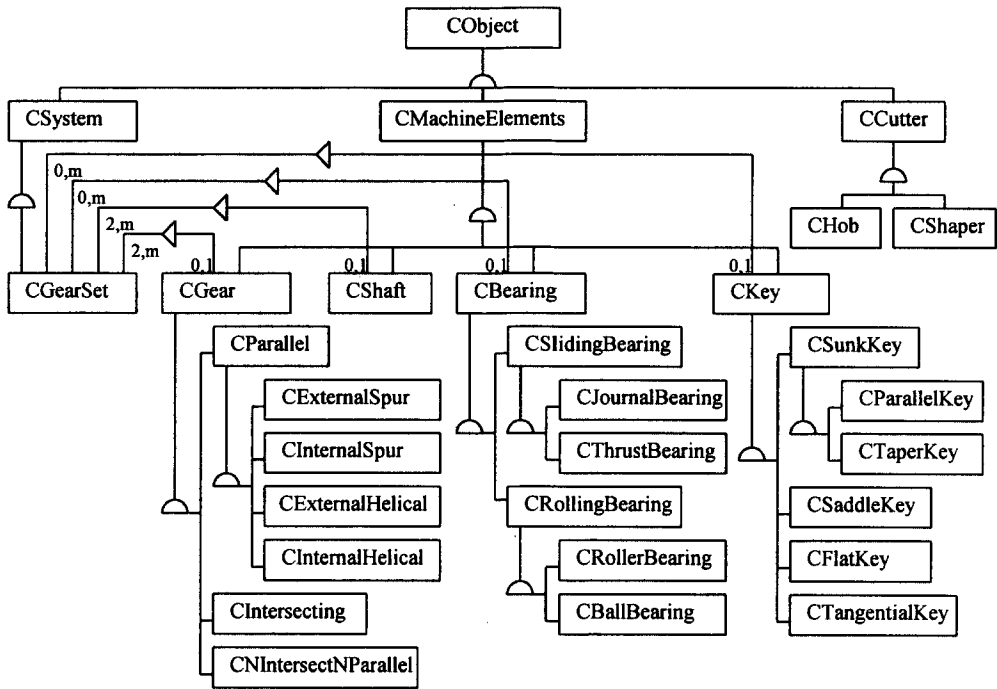 CObject
CSystem
CMachineElements
CCutter
0,m
0,m
2,m
2,m
CHob
CShaper
0,1
0,1
0,1
0,1
CGearSet
CGear
CShaft
CBearing
CKey
CParallel
CSlidingBearing
CSunkKey
CExternalSpur
CJournalBearing
CParallelKey
CInternalSpur
CThrustBearing
CTaperKey
CExternalHelical
CRollingBearing
CSaddleKey
CInternalHelical
CRollerBearing
CFlatKey
CIntersecting
CBallBearing
CTangentialKey
CNIntersectNParallel